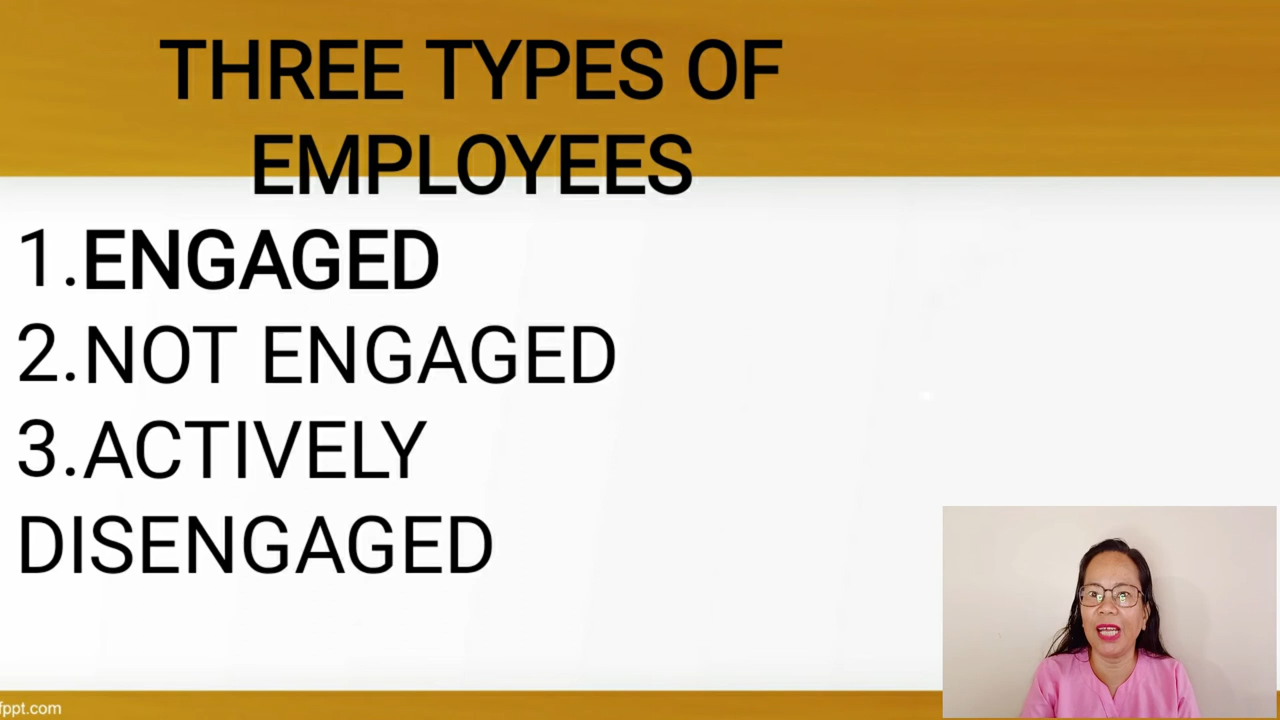 THREE TYPES OF
EMPLOYEES
1.ENGAGED
2.NOT ENGAGED
3.ACTIVELY
DISENGAGED
fppt.com